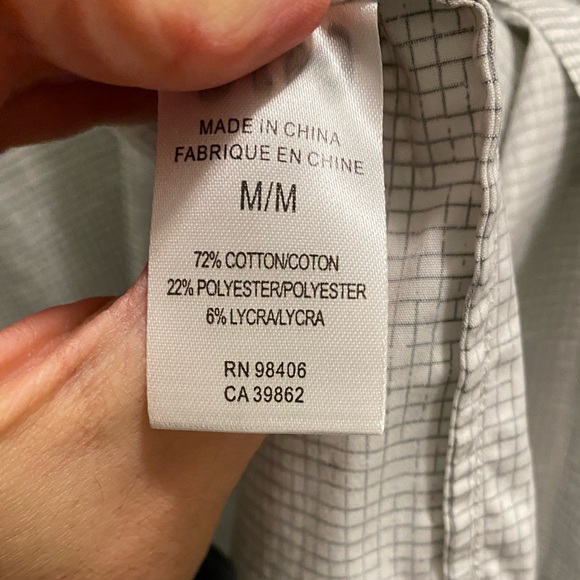 MADE IN CHINA
FABRIQUE EN CHINE
M/M
72% COTTON/COTON
22% POLYESTER/POLYESTER
6% LYCRA/LYCRA
RN 98406
CA 39862